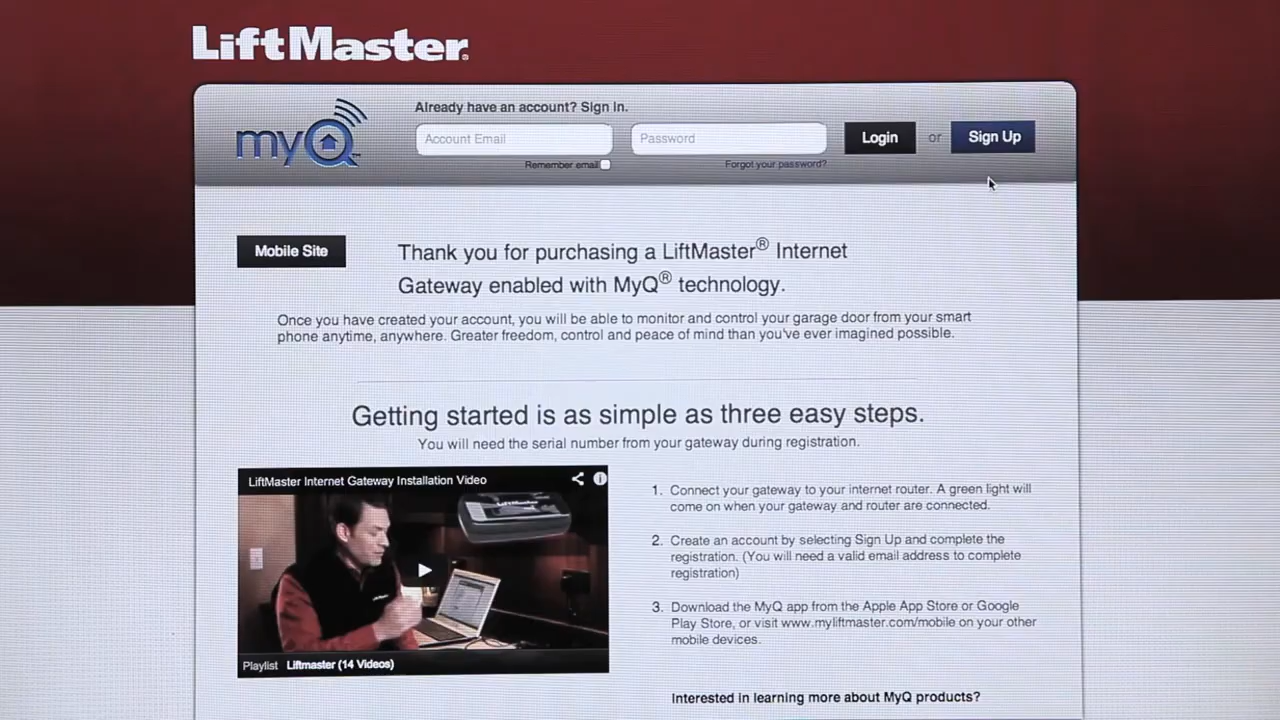 LiftMaster®
Already have an account? Sign In.
myQ™
Account Email
Password
Login
or
Sign Up
Remember email
Forgot your password?
Mobile Site
Thank you for purchasing a LiftMaster® Internet
Gateway enabled with MyQ® technology.
Once you have created your account, you will be able to monitor and control your garage door from your smart
phone anytime, anywhere. Greater freedom, control and peace of mind than you've ever imagined possible.
Getting started is as simple as three easy steps.
You will need the serial number from your gateway during registration.
LiftMaster Internet Gateway Installation Video
LiftMaster
Playlist Liftmaster (14 Videos)
1. Connect your gateway to your internet router. A green light will
come on when your gateway and router are connected.
2. Create an account by selecting Sign Up and complete the
registration. (You will need a valid email address to complete
registration)
3. Download the MyQ app from the Apple App Store or Google
Play Store, or visit www.myliftmaster.com/mobile on your other
mobile devices.
Interested in learning more about MyQ products?